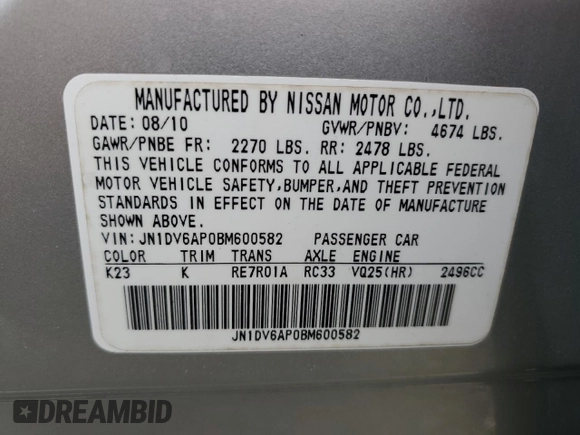 MANUFACTURED BY NISSAN MOTOR CO.,LTD.
DATE: 08/10 GVWR/PNBV: 4674 LBS.
GAWR/PNBE FR: 2270 LBS. RR: 2478 LBS.
THIS VEHICLE CONFORMS TO ALL APPLICABLE FEDERAL
MOTOR VEHICLE SAFETY,BUMPER,AND THEFT PREVENTION
STANDARDS IN EFFECT ON THE DATE OF MANUFACTURE
SHOWN ABOVE.
VIN: JN1DV6AP0BM600582 PASSENGER CAR
COLOR TRIM TRANS AXLE ENGINE
K23 K RE7R01A RC33 VQ25(HR) 2496CC
JN1DV6AP0BM600582
DREAMBID